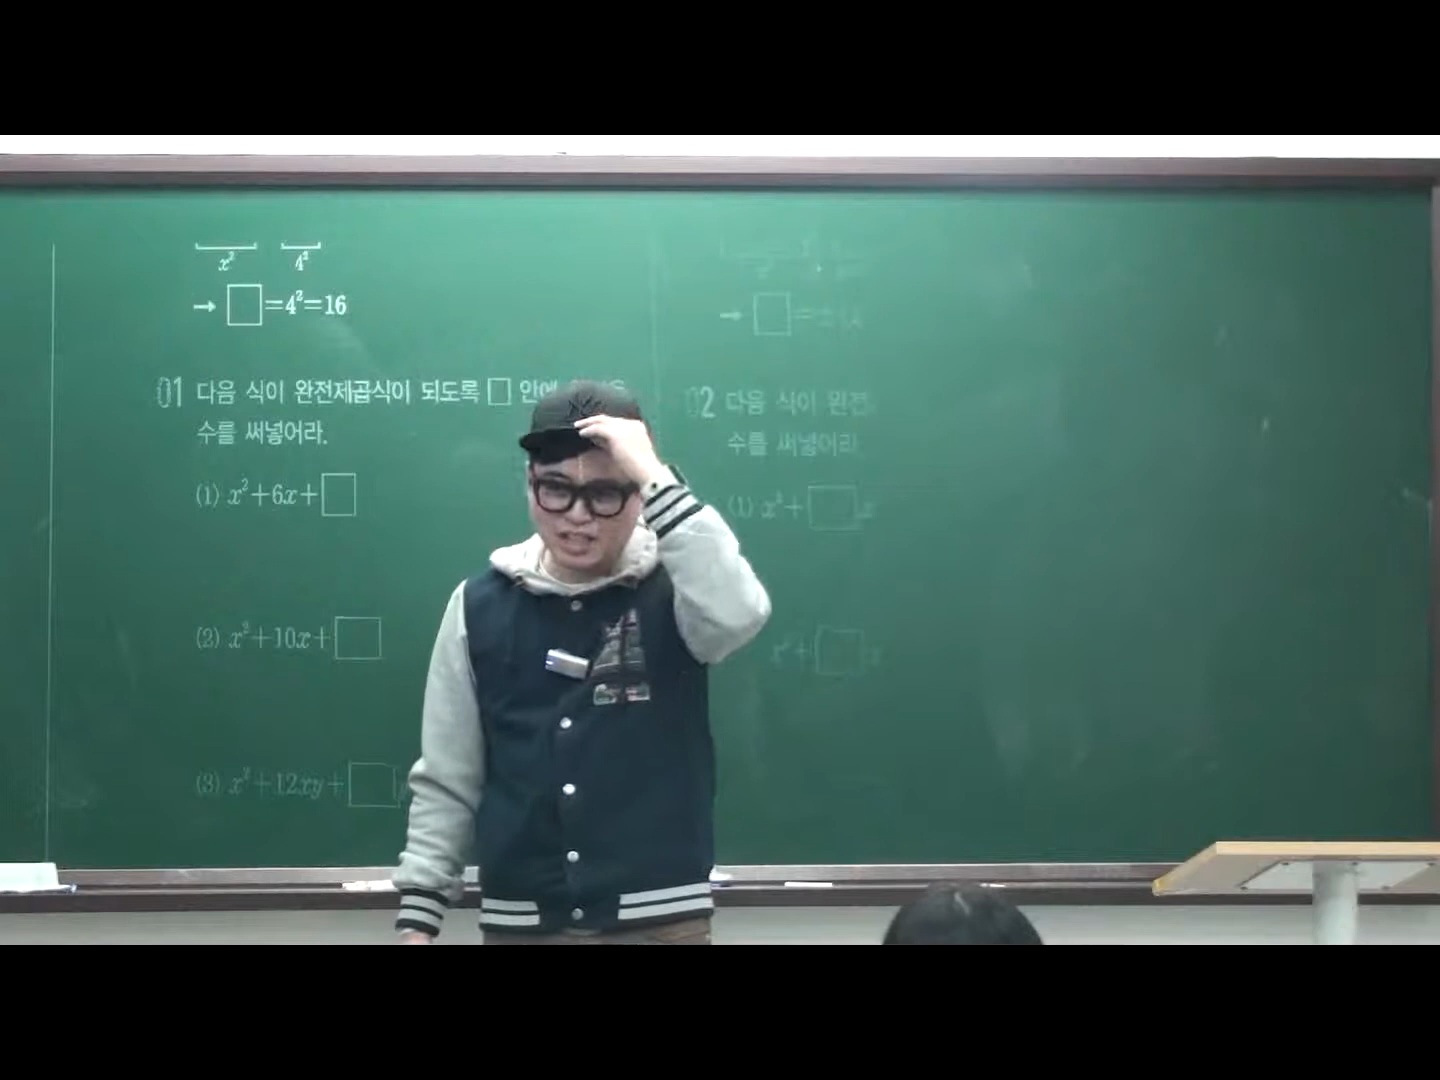 x² 4²
→ □=4²=16
01 다음 식이 완전제곱식이 되도록 □ 안에
수를 써넣어라.
(1) x²+6x+□
(2) x²+10x+□
(3) x²+12xy+□
→ □=
02 다음 식이 완전
수를 써넣어라
(1) x²+□x
x²+□x